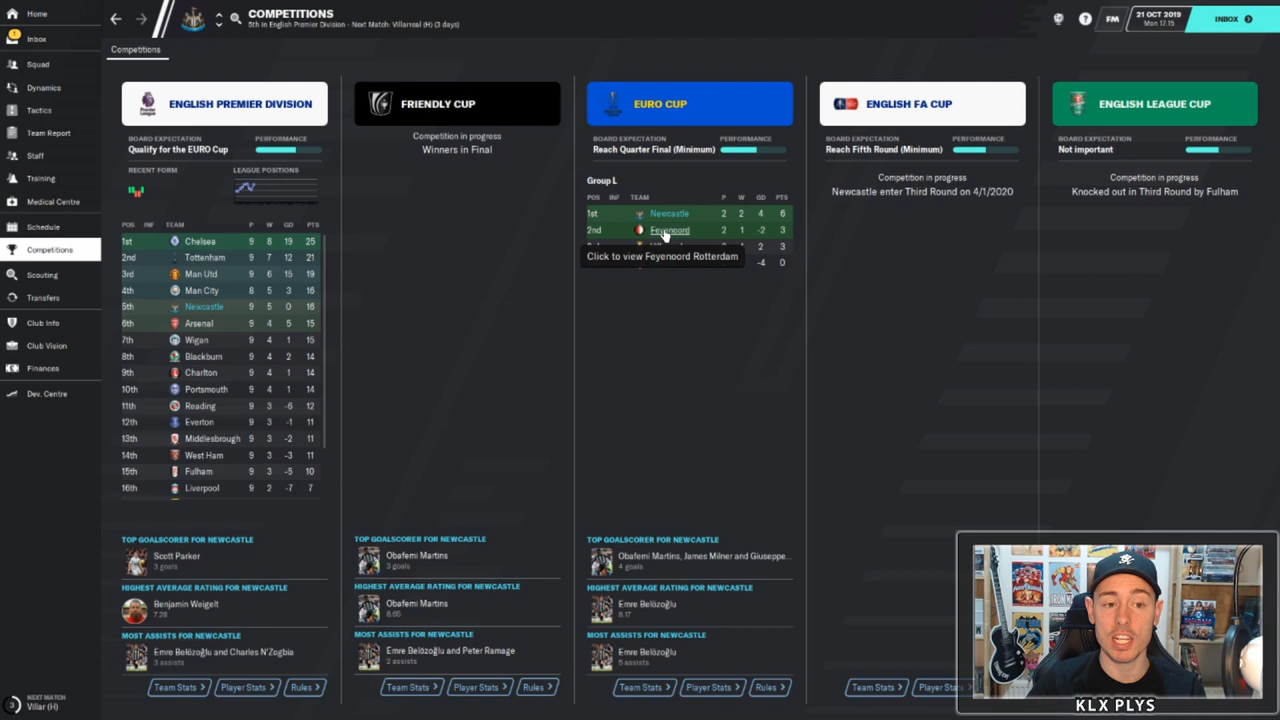 Home
Inbox
Squad
Dynamics
Tactics
Team Report
Staff
Training
Medical Centre
Schedule
Competitions
Scouting
Transfers
Club Info
Club Vision
Finances
Dev. Centre
3
NEXT MATCH
Villar (H)
COMPETITIONS
5th in English Premier Division - Next Match: Villarreal (H) (3 days)
FM
21 OCT 2019
Mon 17:15
INBOX
Competitions
ENGLISH PREMIER DIVISION
BOARD EXPECTATION PERFORMANCE
Qualify for the EURO Cup
RECENT FORM LEAGUE POSITIONS
POS INF TEAM P W GD PTS
1st Chelsea 9 8 19 25
2nd Tottenham 9 7 12 21
3rd Man Utd 9 6 15 19
4th Man City 8 5 3 16
5th Newcastle 9 5 0 16
6th Arsenal 9 4 5 15
7th Wigan 9 4 1 15
8th Blackburn 9 4 2 14
9th Charlton 9 4 1 14
10th Portsmouth 9 4 1 14
11th Reading 9 3 -6 12
12th Everton 9 3 -1 11
13th Middlesbrough 9 3 -2 11
14th West Ham 9 3 -3 11
15th Fulham 9 3 -5 10
16th Liverpool 9 2 -7 7
TOP GOALSCORER FOR NEWCASTLE
Scott Parker
3 goals
HIGHEST AVERAGE RATING FOR NEWCASTLE
Benjamin Weigelt
7.28
MOST ASSISTS FOR NEWCASTLE
Emre Belözoğlu and Charles N'Zogbia
3 assists
Team Stats > Player Stats > Rules >
FRIENDLY CUP
Competition in progress
Winners in Final
TOP GOALSCORER FOR NEWCASTLE
Obafemi Martins
3 goals
HIGHEST AVERAGE RATING FOR NEWCASTLE
Obafemi Martins
8.65
MOST ASSISTS FOR NEWCASTLE
Emre Belözoğlu and Peter Ramage
2 assists
Team Stats > Player Stats > Rules >
EURO CUP
BOARD EXPECTATION PERFORMANCE
Reach Quarter Final (Minimum)
Group L
POS INF TEAM P W GD PTS
1st Newcastle 2 2 4 6
2nd Feyenoord 2 1 -2 3
2 3
Click to view Feyenoord Rotterdam -4 0
TOP GOALSCORER FOR NEWCASTLE
Obafemi Martins, James Milner and Giuseppe...
4 goals
HIGHEST AVERAGE RATING FOR NEWCASTLE
Emre Belözoğlu
8.17
MOST ASSISTS FOR NEWCASTLE
Emre Belözoğlu
5 assists
Team Stats > Player Stats > Rules >
ENGLISH FA CUP
BOARD EXPECTATION PERFORMANCE
Reach Fifth Round (Minimum)
Competition in progress
Newcastle enter Third Round on 4/1/2020
Team Stats > Player
ENGLISH LEAGUE CUP
BOARD EXPECTATION PERFORMANCE
Not important
Competition in progress
Knocked out in Third Round by Fulham
KLX PLYS